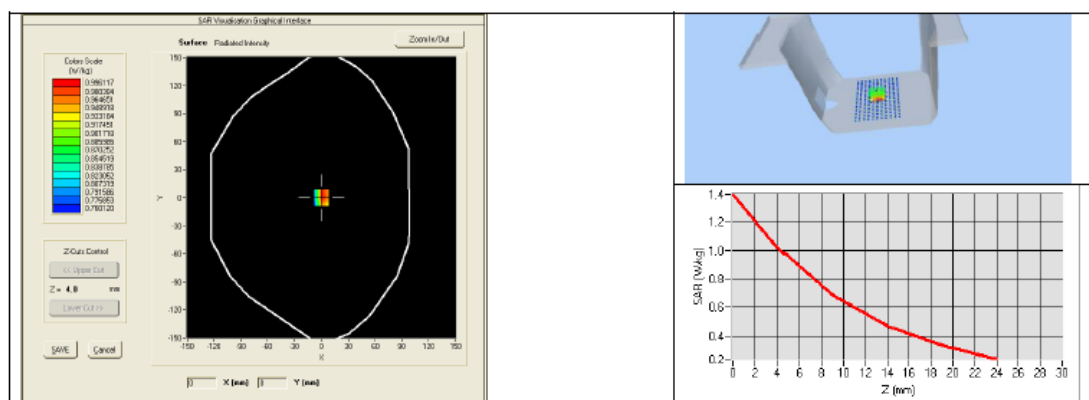 SAR Visualisation Graphical Interface
Surface Radiated Intensity
Zoom In/Out
Colors Scale
(W/kg)
0.996117
0.980384
0.964651
0.948918
0.933184
0.917451
0.901718
0.885985
0.870252
0.854519
0.838785
0.823052
0.807319
0.791586
0.775853
0.760120
Z-Cuts Control
<< Upper Cut
Z = 4.0 mm
Lower Cut >>
SAVE Cancel
150
120
90
60
30
0
-30
-60
-90
-120
-150
Y
-150 -120 -90 -60 -30 0 30 60 90 120 150
X
0 X (mm) 0 Y (mm)
1.4
1.2
1.0
0.8
0.6
0.4
0.2
SAR (W/kg)
0 2 4 6 8 10 12 14 16 18 20 22 24 26 28 30
Z (mm)